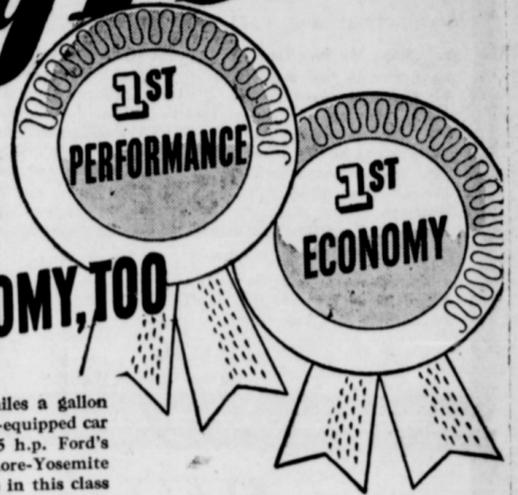 1ST
PERFORMANCE
1ST
ECONOMY
OMY, TOO
iles a gallon
-equipped car
5 h.p. Ford's
ore-Yosemite
in this class